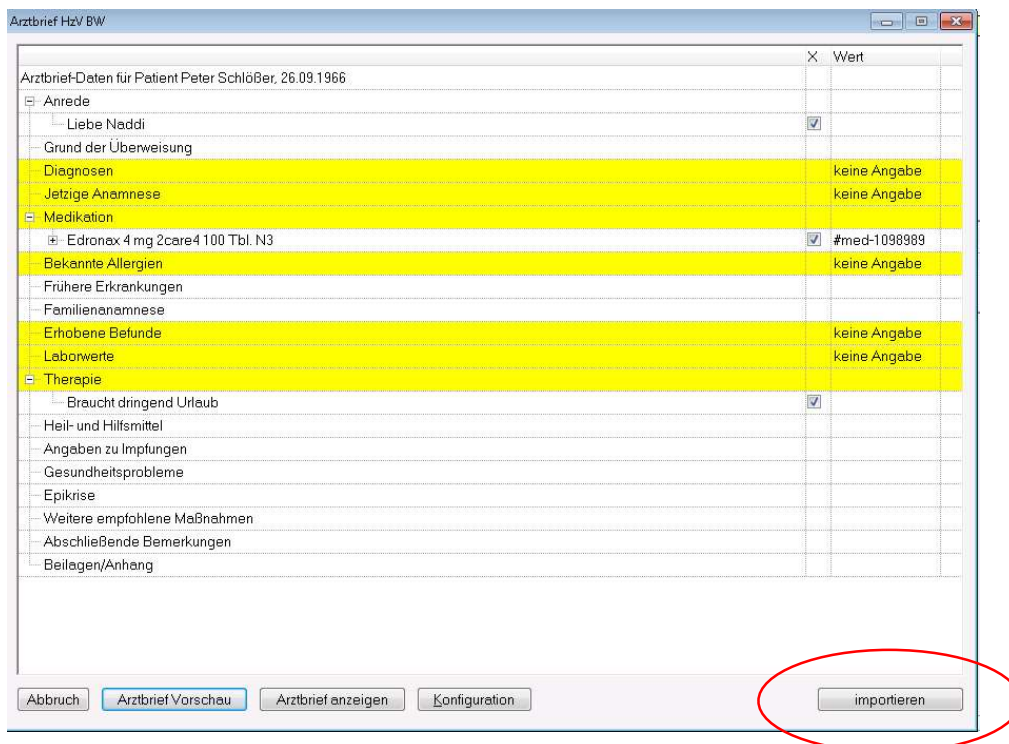 Arztbrief HzV BW
X Wert
Arztbrief-Daten für Patient Peter Schlößer, 26.09.1966
Anrede
Liebe Naddi
Grund der Überweisung
Diagnosen keine Angabe
Jetzige Anamnese keine Angabe
Medikation
Edronax 4 mg 2care4 100 Tbl. N3 #med-1098989
Bekannte Allergien keine Angabe
Frühere Erkrankungen
Familienanamnese
Erhobene Befunde keine Angabe
Laborwerte keine Angabe
Therapie
Braucht dringend Urlaub
Heil- und Hilfsmittel
Angaben zu Impfungen
Gesundheitsprobleme
Epikrise
Weitere empfohlene Maßnahmen
Abschließende Bemerkungen
Beilagen/Anhang
Abbruch Arztbrief Vorschau Arztbrief anzeigen Konfiguration importieren